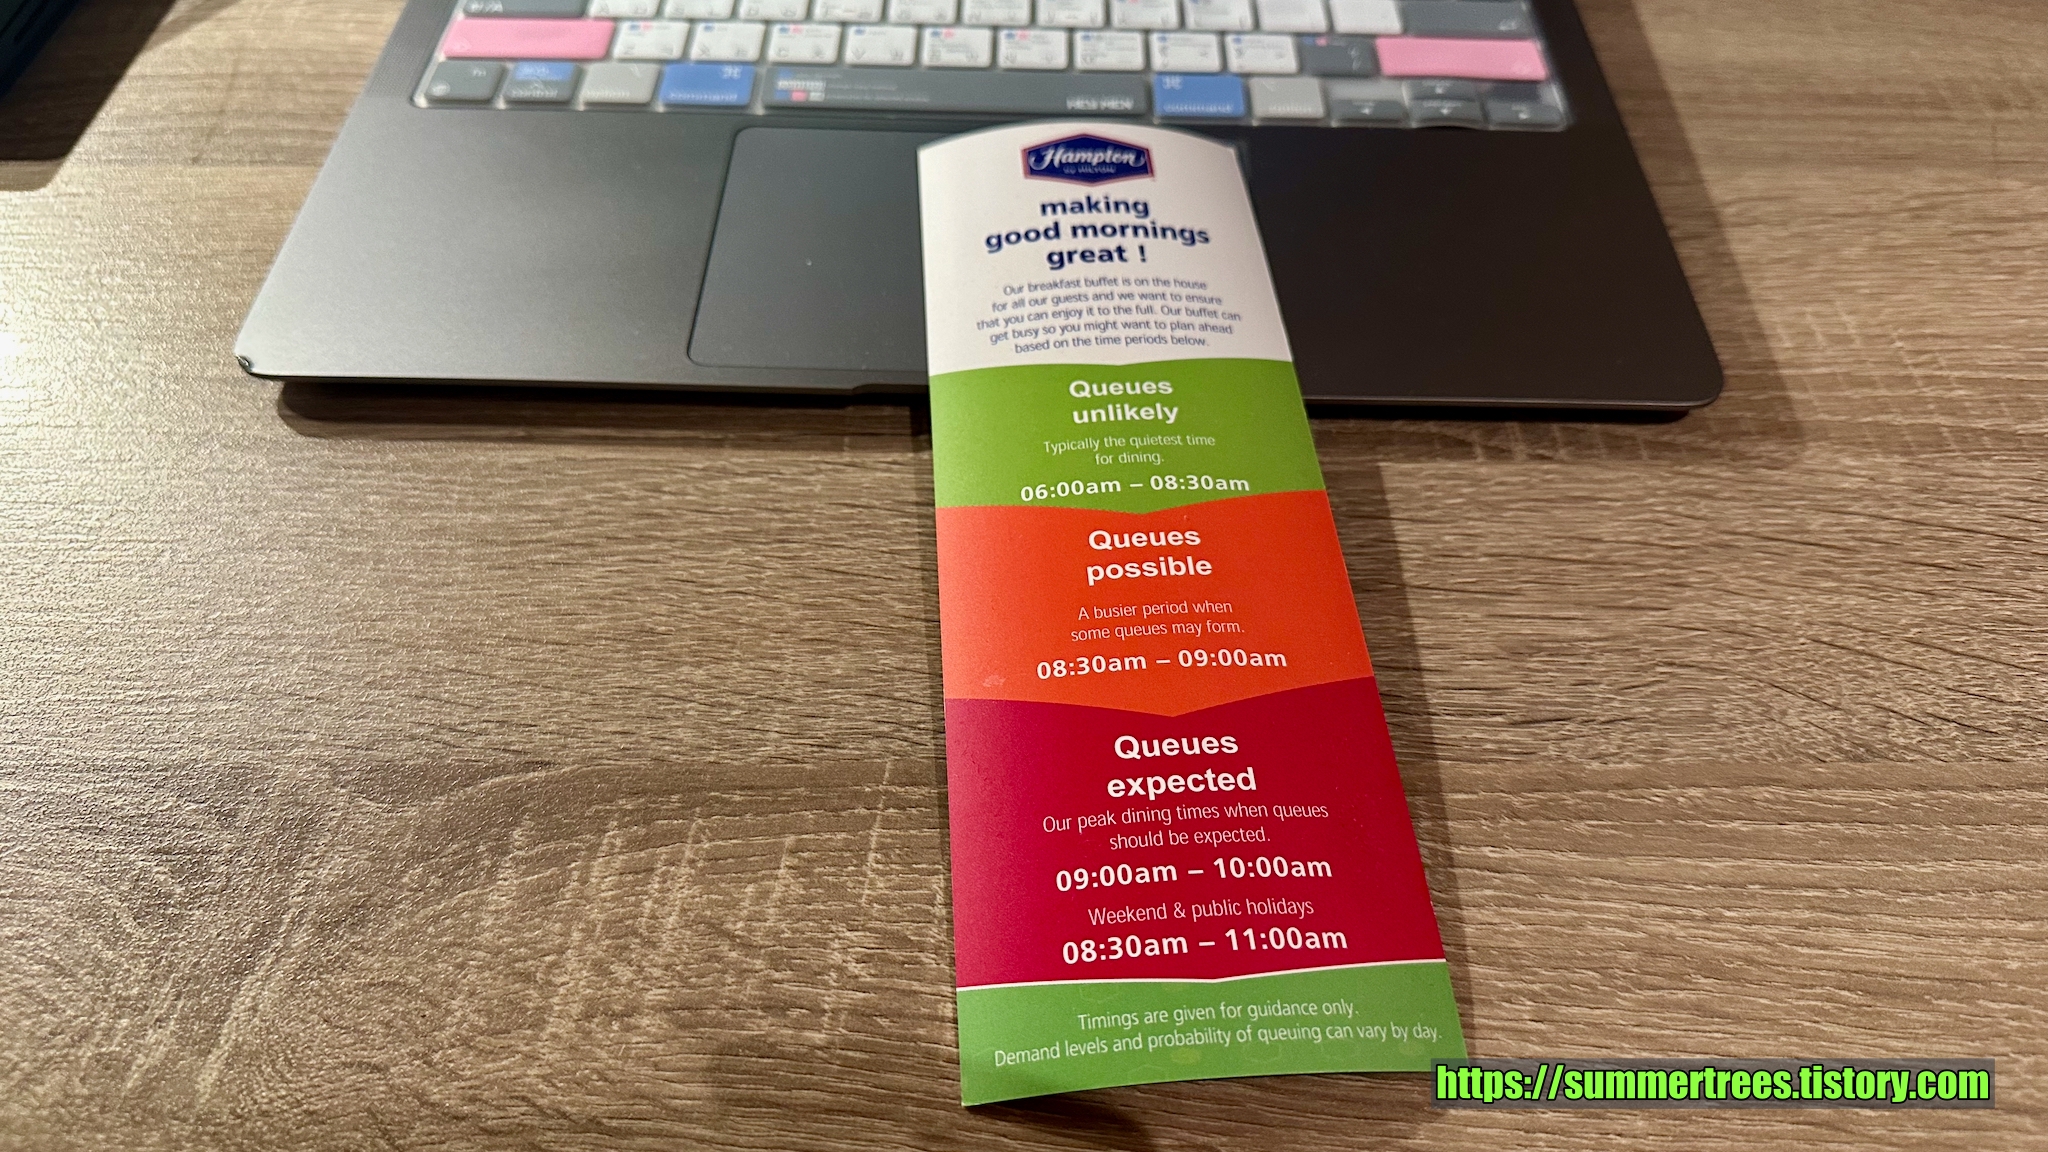 command
command
Hampton
BY HILTON
making
good mornings
great !
Our breakfast buffet is on the house
for all our guests and we want to ensure
that you can enjoy it to the full. Our buffet can
get busy so you might want to plan ahead
based on the time periods below.
Queues
unlikely
Typically the quietest time
for dining.
06:00am – 08:30am
Queues
possible
A busier period when
some queues may form.
08:30am – 09:00am
Queues
expected
Our peak dining times when queues
should be expected.
09:00am – 10:00am
Weekend & public holidays
08:30am – 11:00am
Timings are given for guidance only.
Demand levels and probability of queuing can vary by day.
https://summertrees.tistory.com